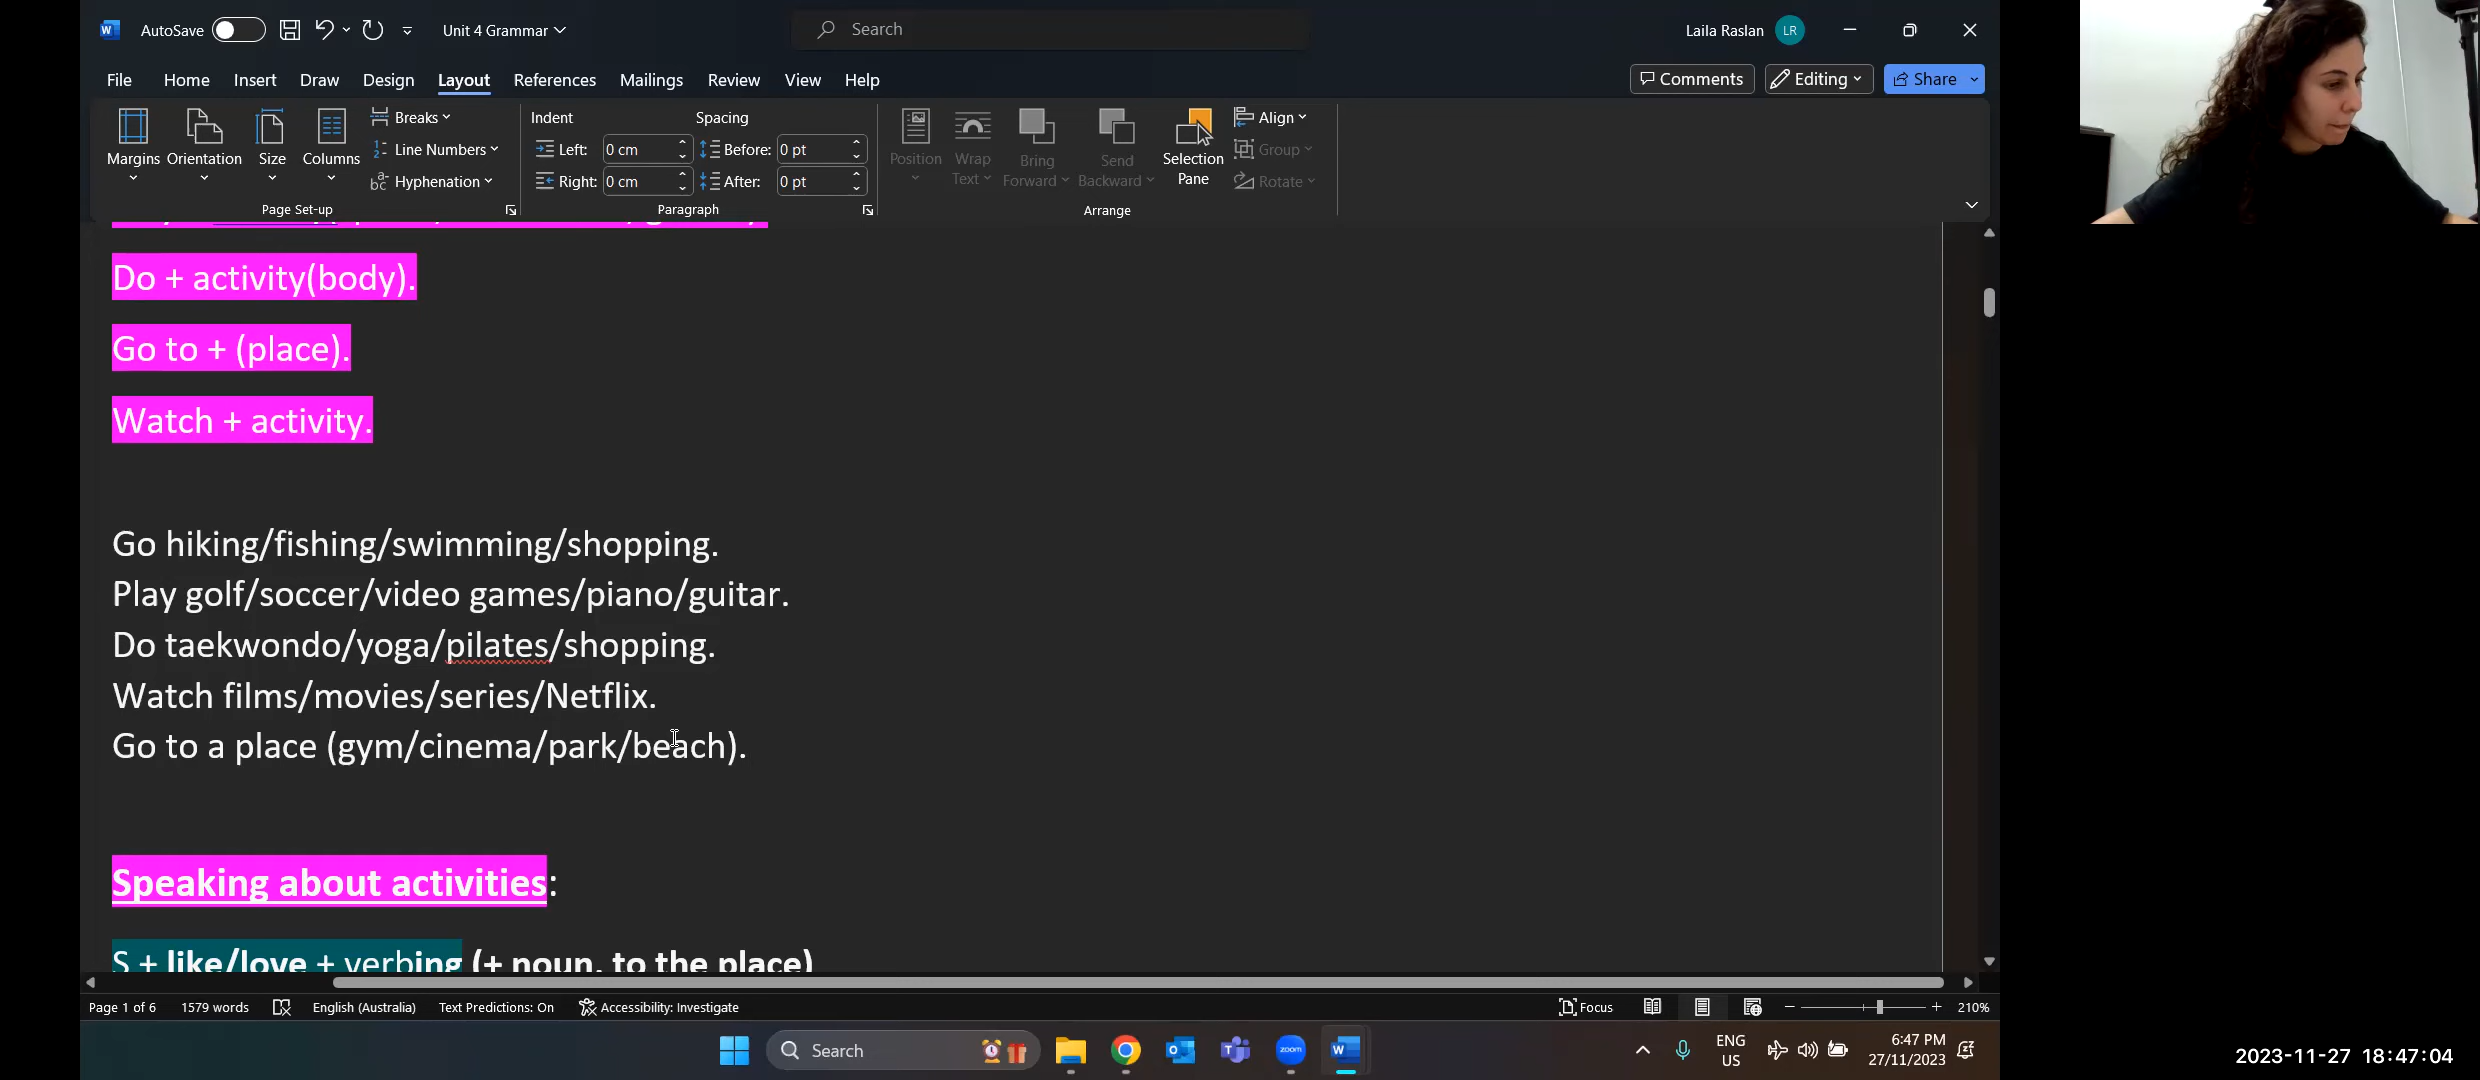 AutoSave
Unit 4 Grammar
Search
Laila Raslan
LR
File Home Insert Draw Design Layout References Mailings Review View Help
Comments
Editing
Share
Margins
Orientation
Size
Columns
Breaks
Line Numbers
Hyphenation
Page Set-up
Indent
Left: 0 cm
Right: 0 cm
Spacing
Before: 0 pt
After: 0 pt
Paragraph
Position
Wrap Text
Bring Forward
Send Backward
Selection Pane
Align
Group
Rotate
Arrange
Do + activity(body).
Go to + (place).
Watch + activity.
Go hiking/fishing/swimming/shopping.
Play golf/soccer/video games/piano/guitar.
Do taekwondo/yoga/pilates/shopping.
Watch films/movies/series/Netflix.
Go to a place (gym/cinema/park/beach).
Speaking about activities:
S + like/love + verbing (+ noun, to the place)
Page 1 of 6 1579 words English (Australia) Text Predictions: On Accessibility: Investigate
Focus
210%
Search
zoom
ENG
US
6:47 PM
27/11/2023
2023-11-27 18:47:04